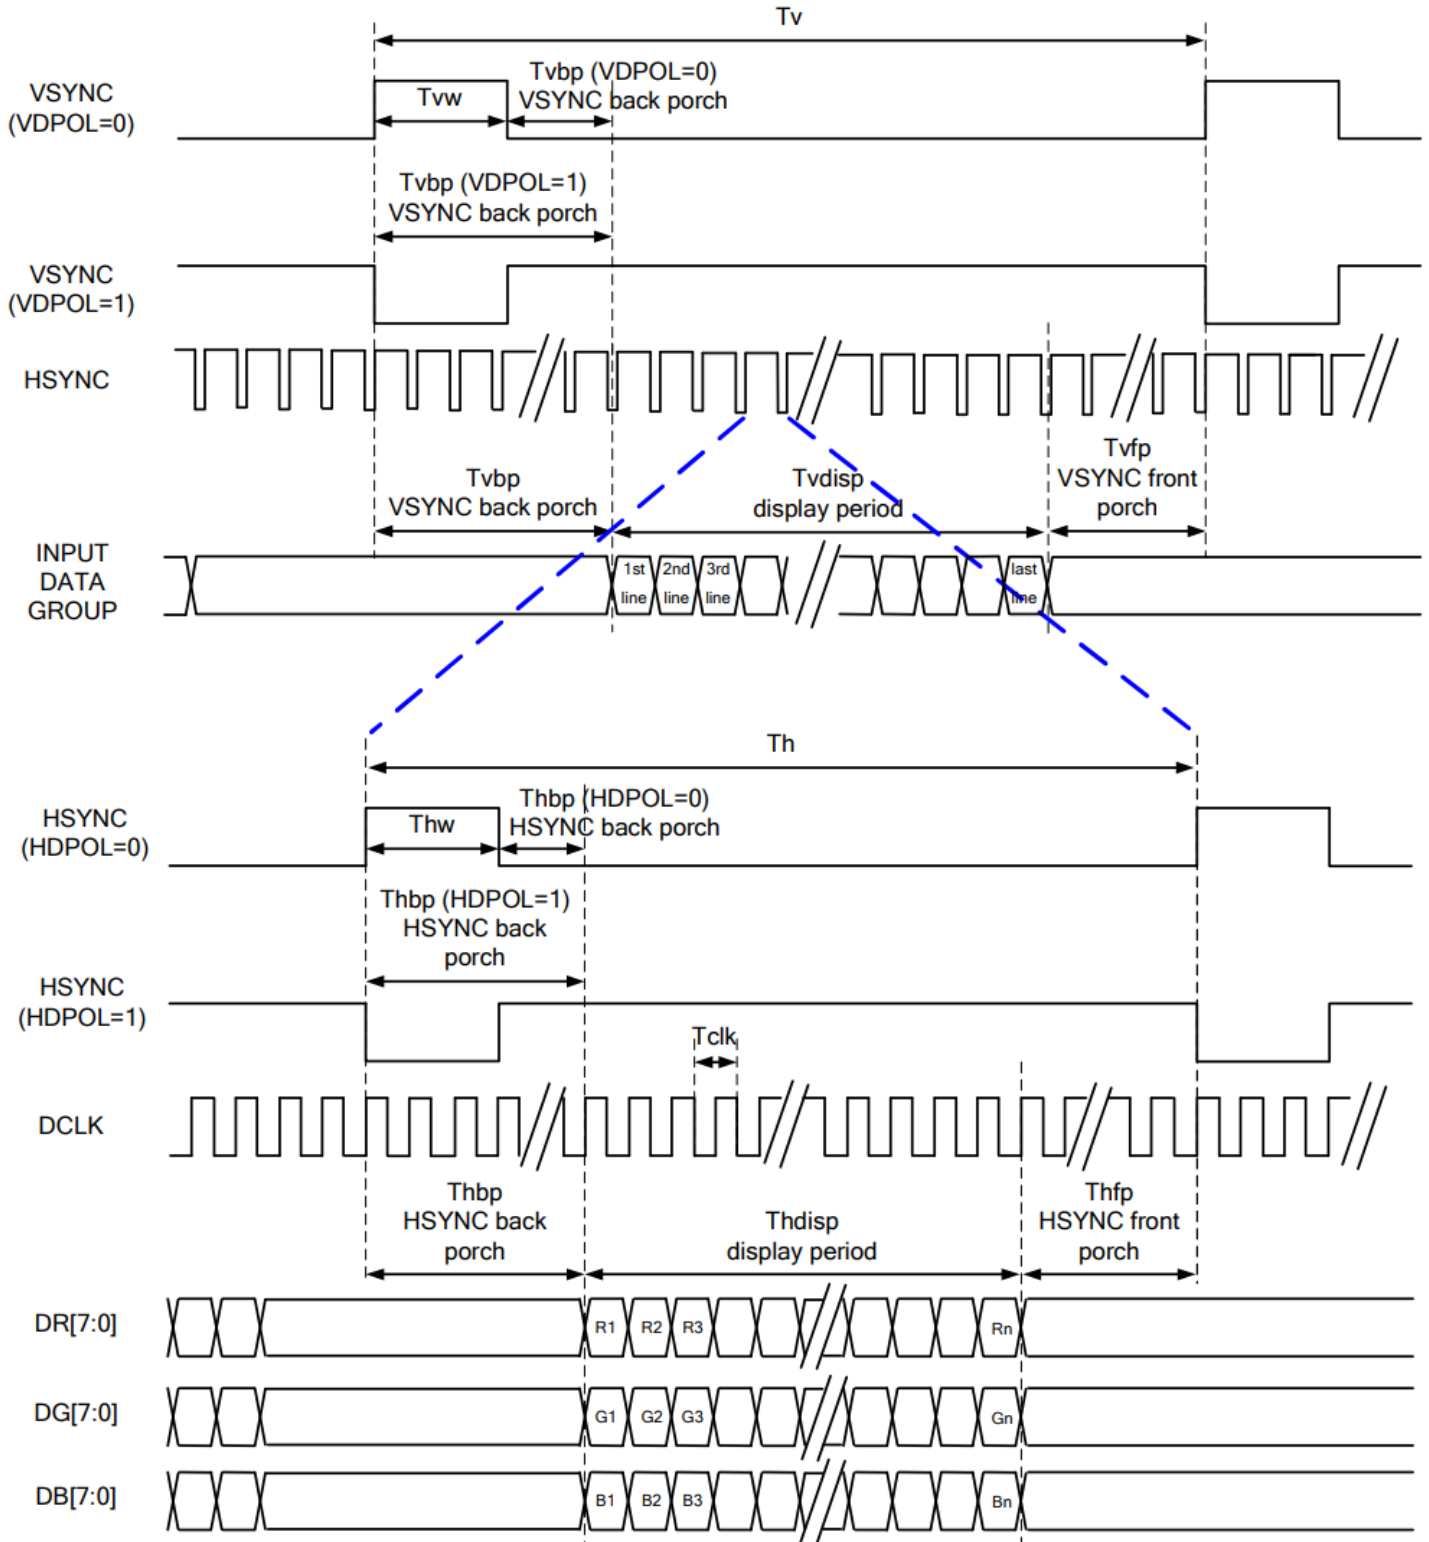 Tv
Tvbp (VDPOL=0)
VSYNC back porch
VSYNC
(VDPOL=0)
Tvw
Tvbp (VDPOL=1)
VSYNC back porch
VSYNC
(VDPOL=1)
HSYNC
Tvbp
VSYNC back porch
Tvdisp
display period
Tvfp
VSYNC front
porch
INPUT
DATA
GROUP
1st
line
2nd
line
3rd
line
last
line
Th
Thbp (HDPOL=0)
HSYNC back porch
HSYNC
(HDPOL=0)
Thw
Thbp (HDPOL=1)
HSYNC back
porch
HSYNC
(HDPOL=1)
Tclk
DCLK
Thbp
HSYNC back
porch
Thdisp
display period
Thfp
HSYNC front
porch
DR[7:0]
R1 R2 R3 Rn
DG[7:0]
G1 G2 G3 Gn
DB[7:0]
B1 B2 B3 Bn